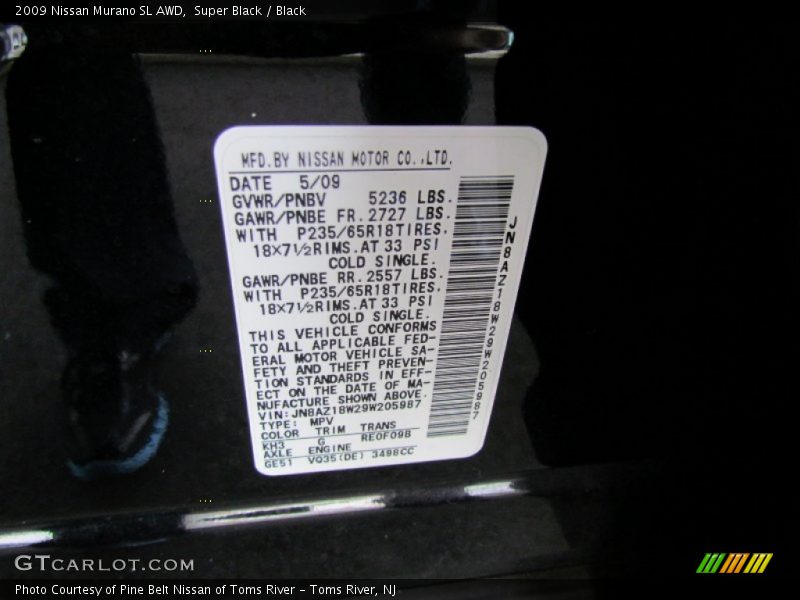 2009 Nissan Murano SL AWD,  Super Black / Black
MFD.BY NISSAN MOTOR CO.,LTD.
DATE 5/09
GVWR/PNBV 5236 LBS.
GAWR/PNBE FR. 2727 LBS.
WITH P235/65R18TIRES.
18×7½RIMS.AT 33 PSI
COLD SINGLE.
GAWR/PNBE RR. 2557 LBS.
WITH P235/65R18TIRES.
18×7½RIMS.AT 33 PSI
COLD SINGLE.
THIS VEHICLE CONFORMS
TO ALL APPLICABLE FED-
ERAL MOTOR VEHICLE SA-
FETY AND THEFT PREVEN-
TION STANDARDS IN EFF-
ECT ON THE DATE OF MA-
NUFACTURE SHOWN ABOVE.
VIN:JN8AZ18W29W205987
TYPE: MPV
COLOR TRIM TRANS
KH3 G RE0F09B
AXLE ENGINE
GE51 VQ35(DE) 3498CC
JN8AZ18W29W205987
GTCARLOT.COM
Photo Courtesy of Pine Belt Nissan of Toms River – Toms River, NJ